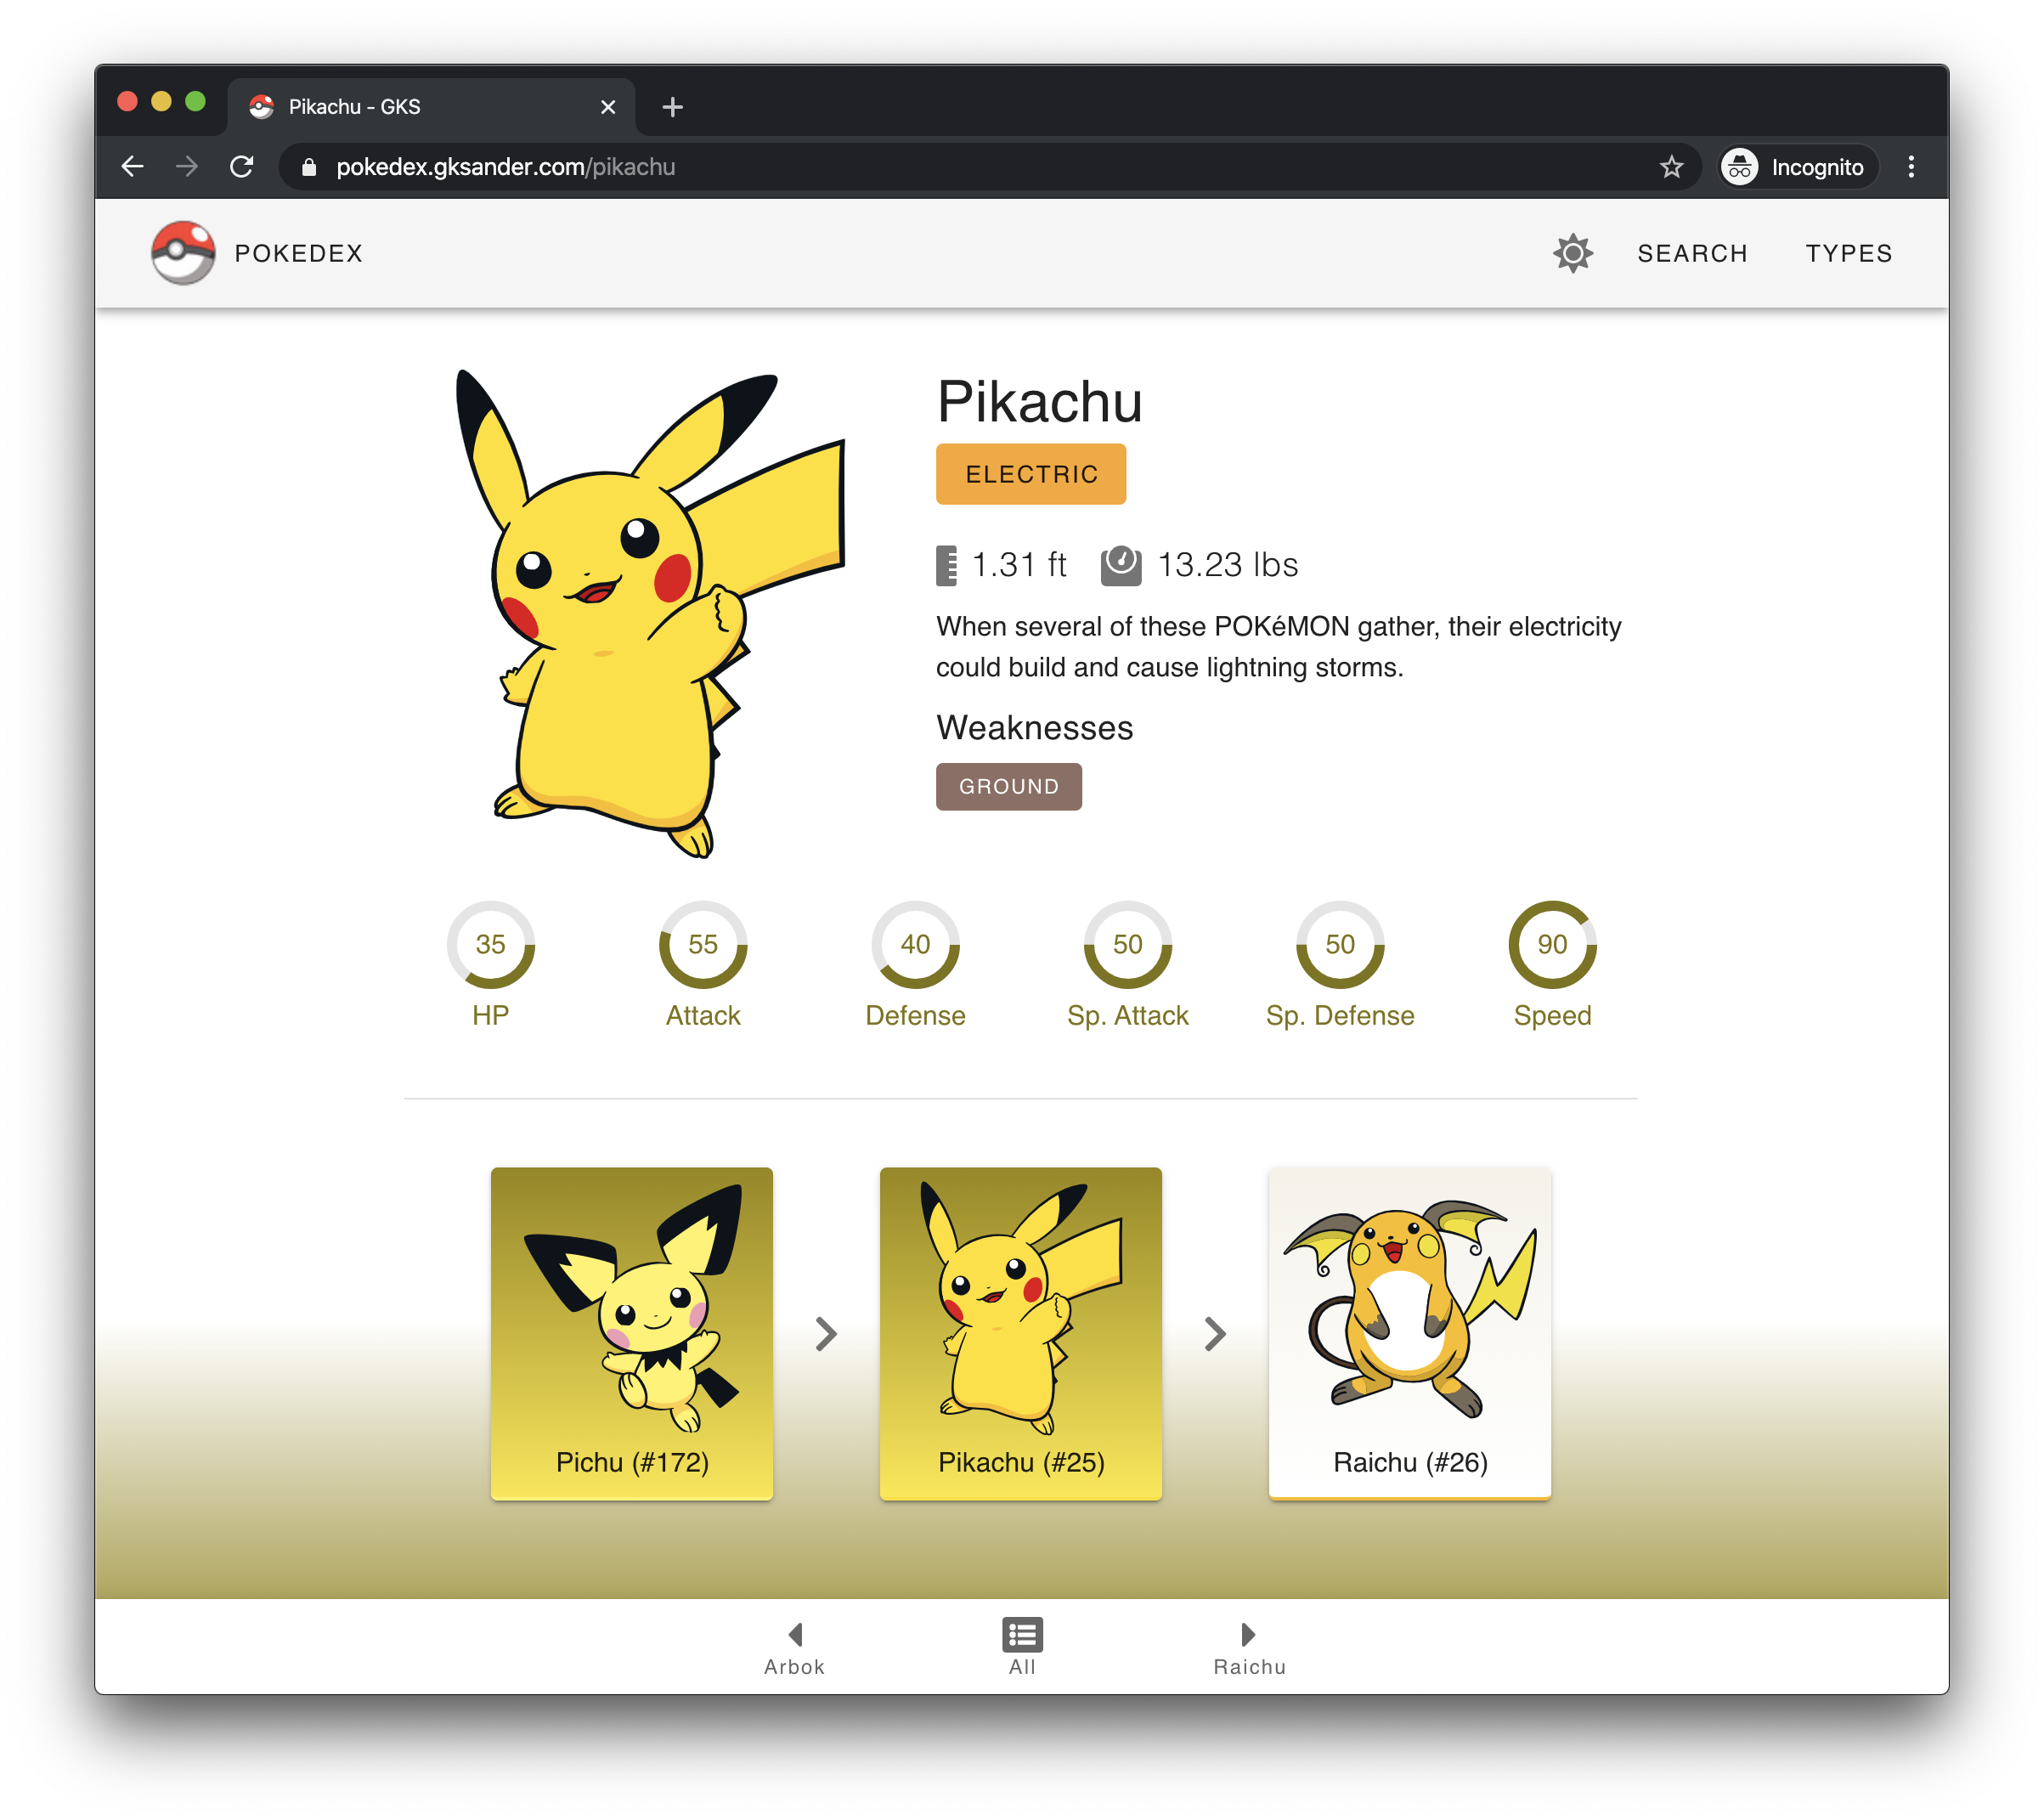 Pikachu - GKS
pokedex.gksander.com/pikachu
Incognito
POKEDEX
SEARCH
TYPES
Pikachu
ELECTRIC
1.31 ft
13.23 lbs
When several of these POKéMON gather, their electricity
could build and cause lightning storms.
Weaknesses
GROUND
35
55
40
50
50
90
HP
Attack
Defense
Sp. Attack
Sp. Defense
Speed
Pichu (#172)
Pikachu (#25)
Raichu (#26)
Arbok
All
Raichu